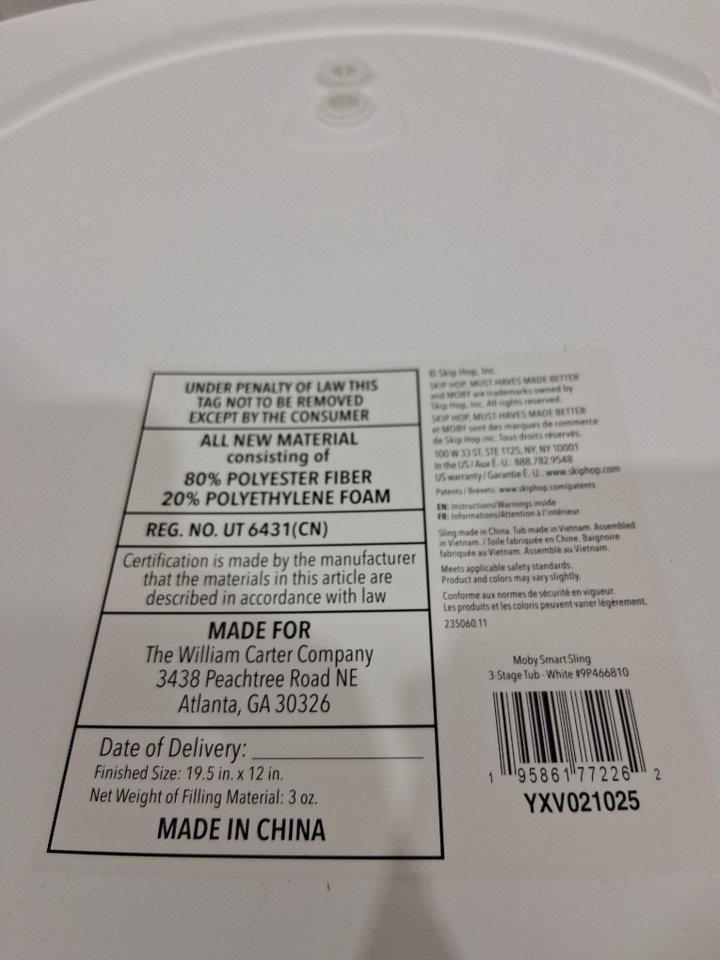 UNDER PENALTY OF LAW THIS
TAG NOT TO BE REMOVED
EXCEPT BY THE CONSUMER
ALL NEW MATERIAL
consisting of
80% POLYESTER FIBER
20% POLYETHYLENE FOAM
REG. NO. UT 6431(CN)
Certification is made by the manufacturer
that the materials in this article are
described in accordance with law
MADE FOR
The William Carter Company
3438 Peachtree Road NE
Atlanta, GA 30326
Date of Delivery:
Finished Size: 19.5 in. x 12 in.
Net Weight of Filling Material: 3 oz.
MADE IN CHINA
© Skip Hop, Inc.
SKIP HOP, MUST-HAVES MADE BETTER
and MOBY are trademarks owned by
Skip Hop, Inc. All rights reserved.
SKIP HOP, MUST-HAVES MADE BETTER
et MOBY sont des marques de commerce
de Skip Hop inc. Tous droits réservés.
100 W 33 ST, STE 1125, NY, NY 10001
In the US / Aux É.-U.: 888.782.9548
US warranty / Garantie É.-U.: www.skiphop.com
Patents / Brevets: www.skiphop.com/patents
EN: Instructions/Warnings inside
FR: Informations/Attention à l'intérieur
Sling made in China. Tub made in Vietnam. Assembled
in Vietnam. / Toile fabriquée en Chine. Baignoire
fabriquée au Vietnam. Assemblé au Vietnam.
Meets applicable safety standards.
Product and colors may vary slightly.
Conforme aux normes de sécurité en vigueur.
Les produits et les coloris peuvent varier légèrement.
235060.11
Moby Smart Sling
3-Stage Tub - White #9P466810
1 95861 77226 2
YXV021025